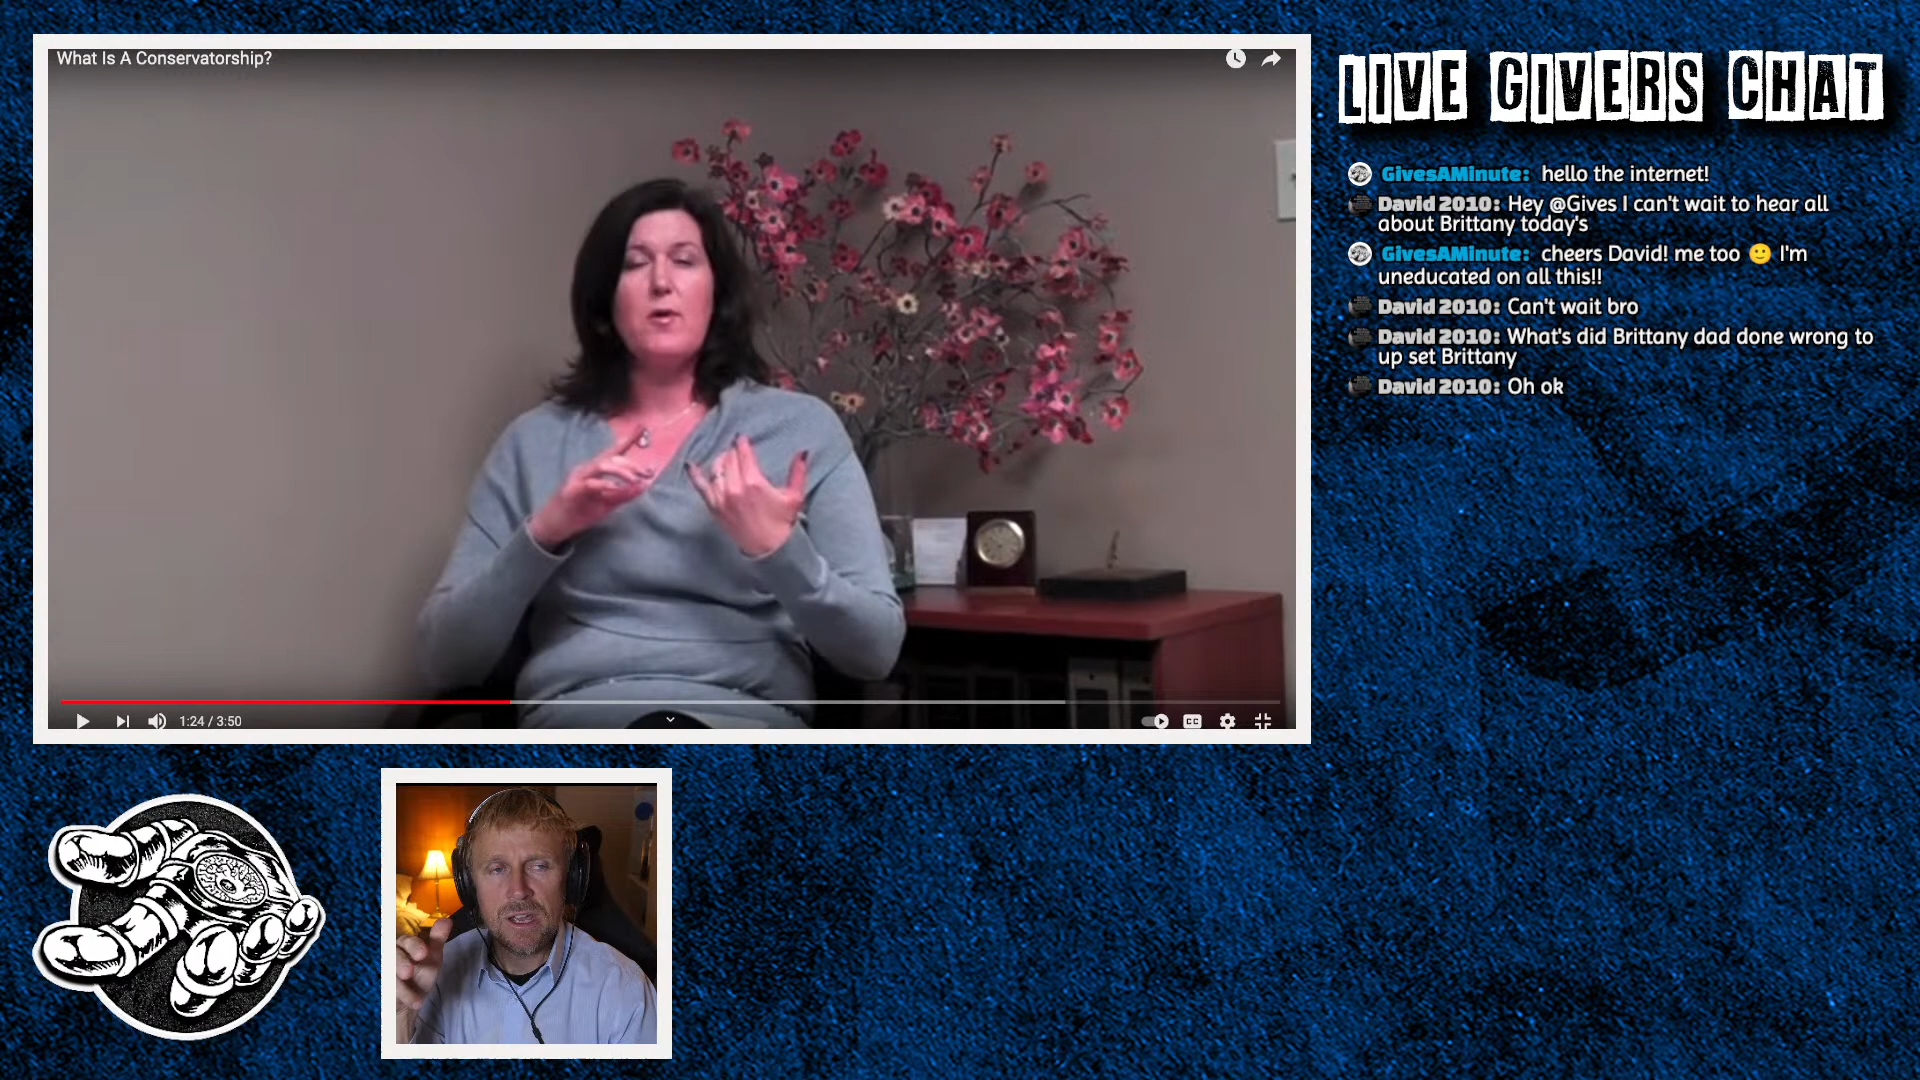 What Is A Conservatorship?
LIVE GIVERS CHAT
GivesAMinute: hello the internet!
David 2010: Hey @Gives I can't wait to hear all
about Brittany today's
GivesAMinute: cheers David! me too 🙂 I'm
uneducated on all this!!
David 2010: Can't wait bro
David 2010: What's did Brittany dad done wrong to
up set Brittany
David 2010: Oh ok
1:24 / 3:50
CC